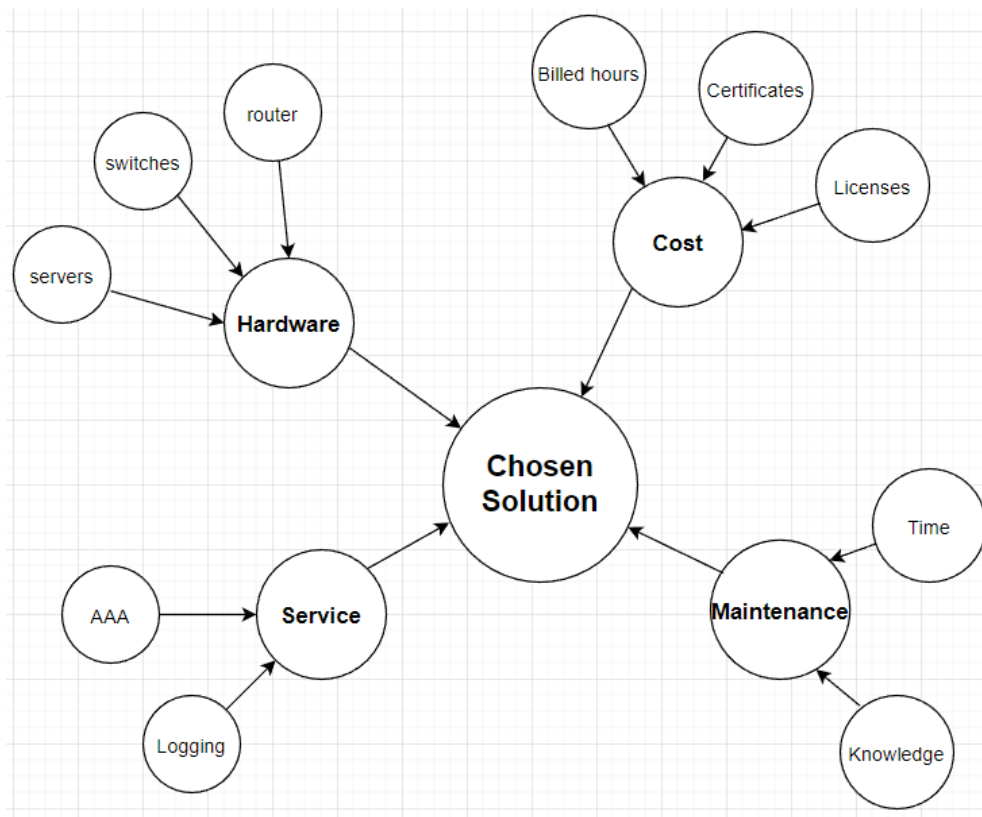 Billed hours
Certificates
router
switches
Licenses
Cost
servers
Hardware
Chosen
Solution
Time
AAA
Service
Maintenance
Logging
Knowledge